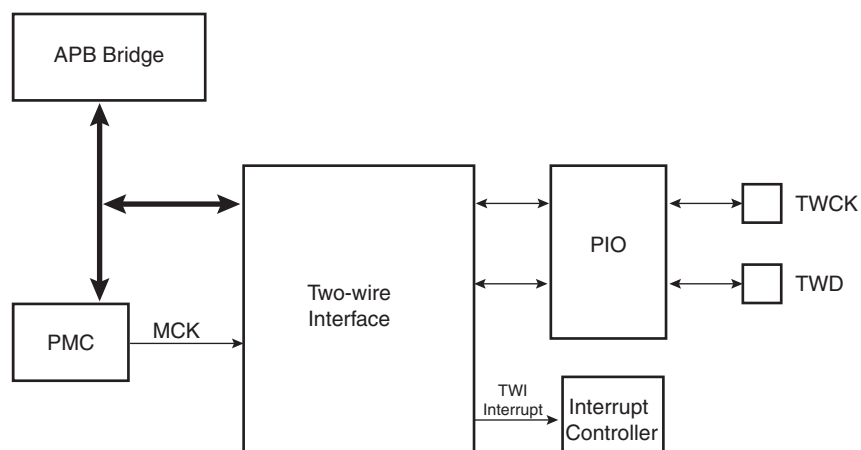 APB Bridge
TWCK
PIO
TWD
Two-wire
Interface
PMC
MCK
TWI
Interrupt
Interrupt
Controller